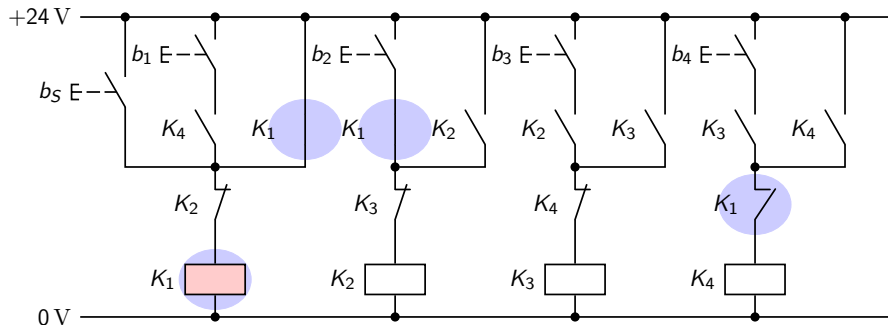 +24 V
b1 b2 b3 b4
bS
K4 K1 K1 K2 K2 K3 K3 K4
K2 K3 K4 K1
K1 K2 K3 K4
0 V